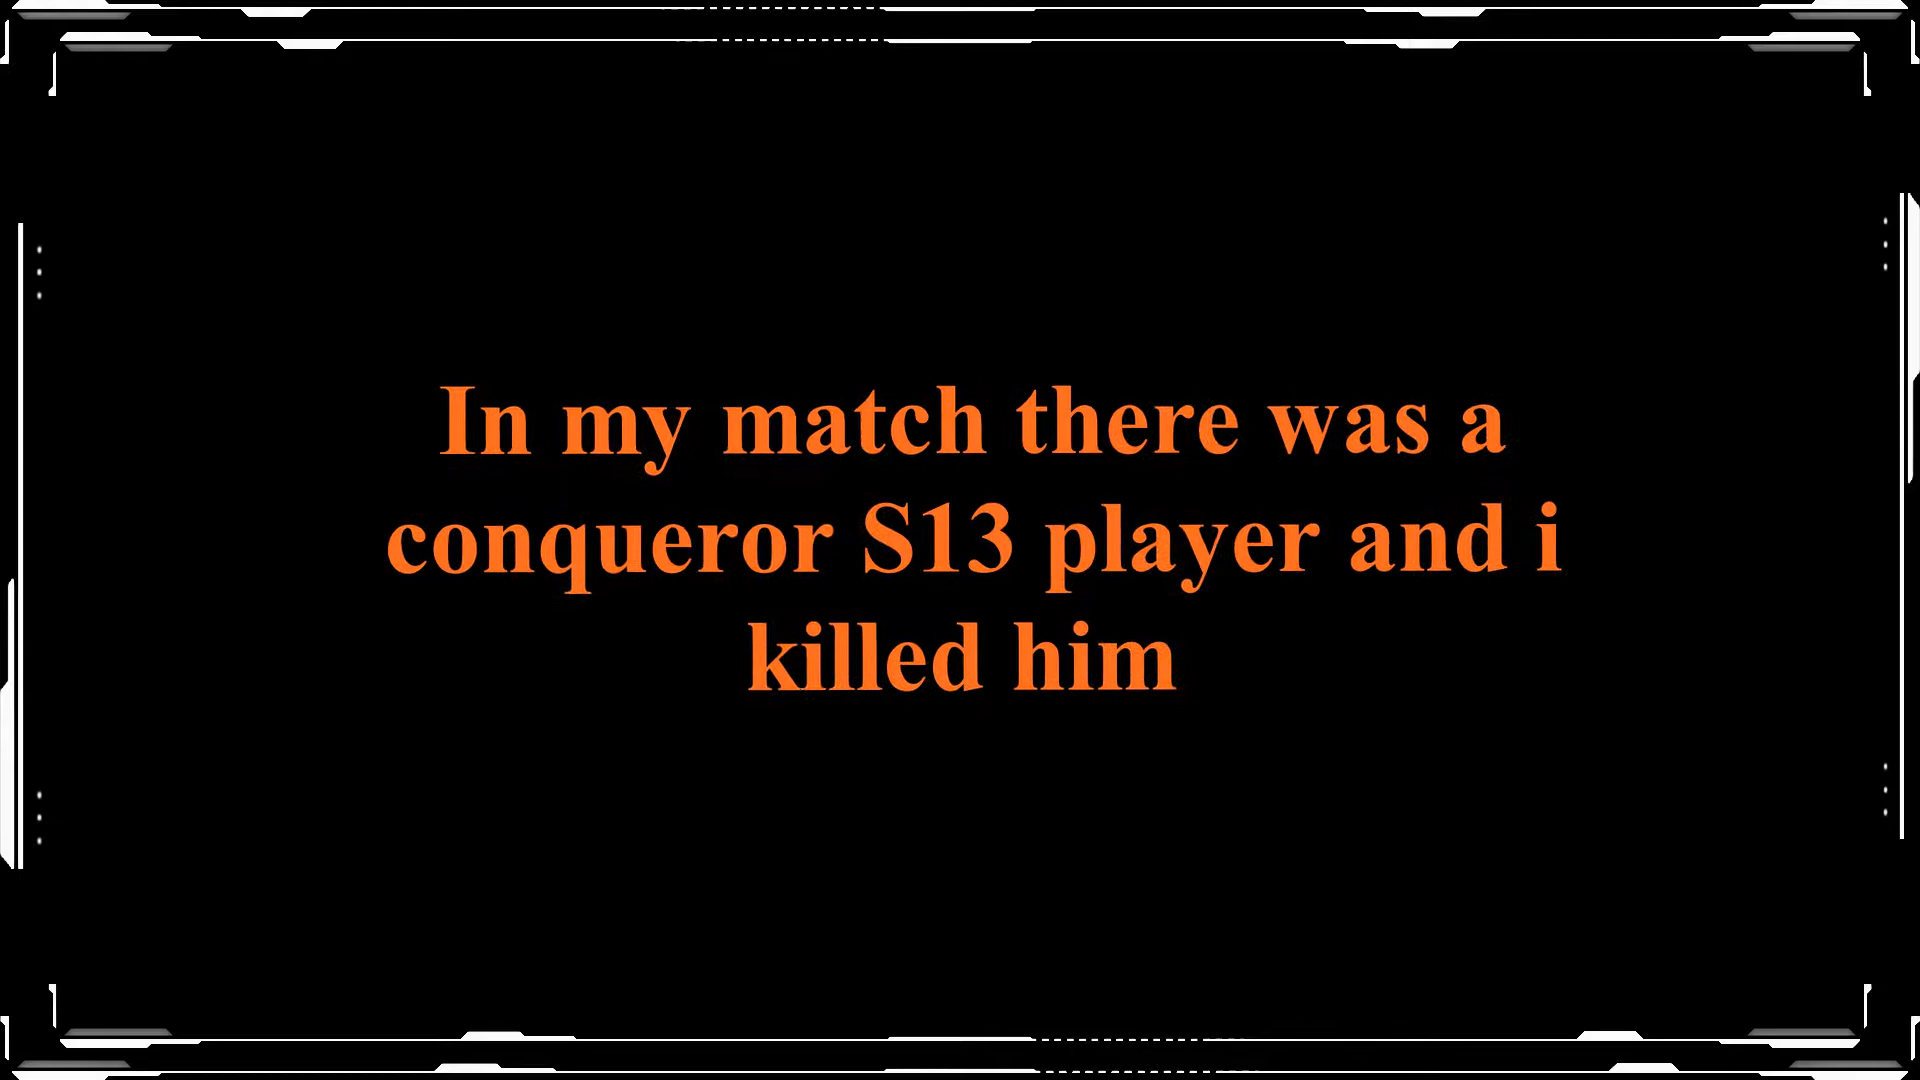 In my match there was a
conqueror S13 player and i
killed him